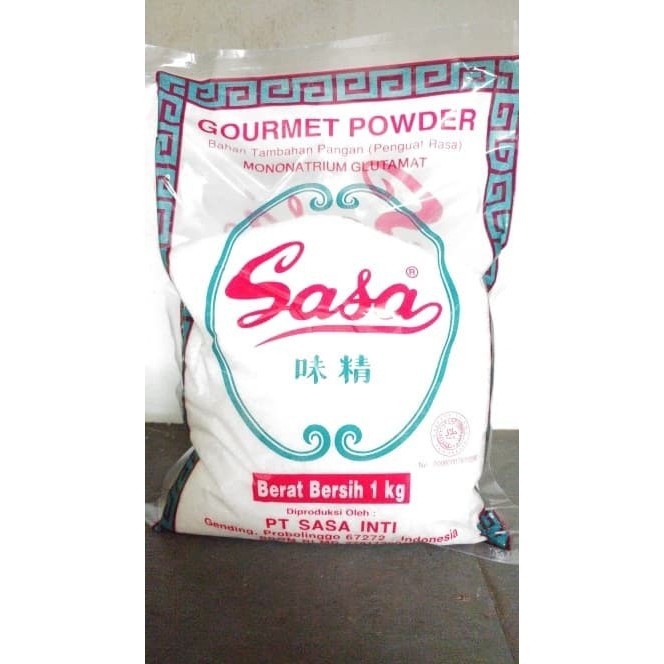 GOURMET POWDER
Bahan Tambahan Pangan (Penguat Rasa)
MONONATRIUM GLUTAMAT
Sasa ®
味精
Berat Bersih 1 kg
Diproduksi Oleh :
PT SASA INTI
Gending, Probolinggo 67272 Indonesia